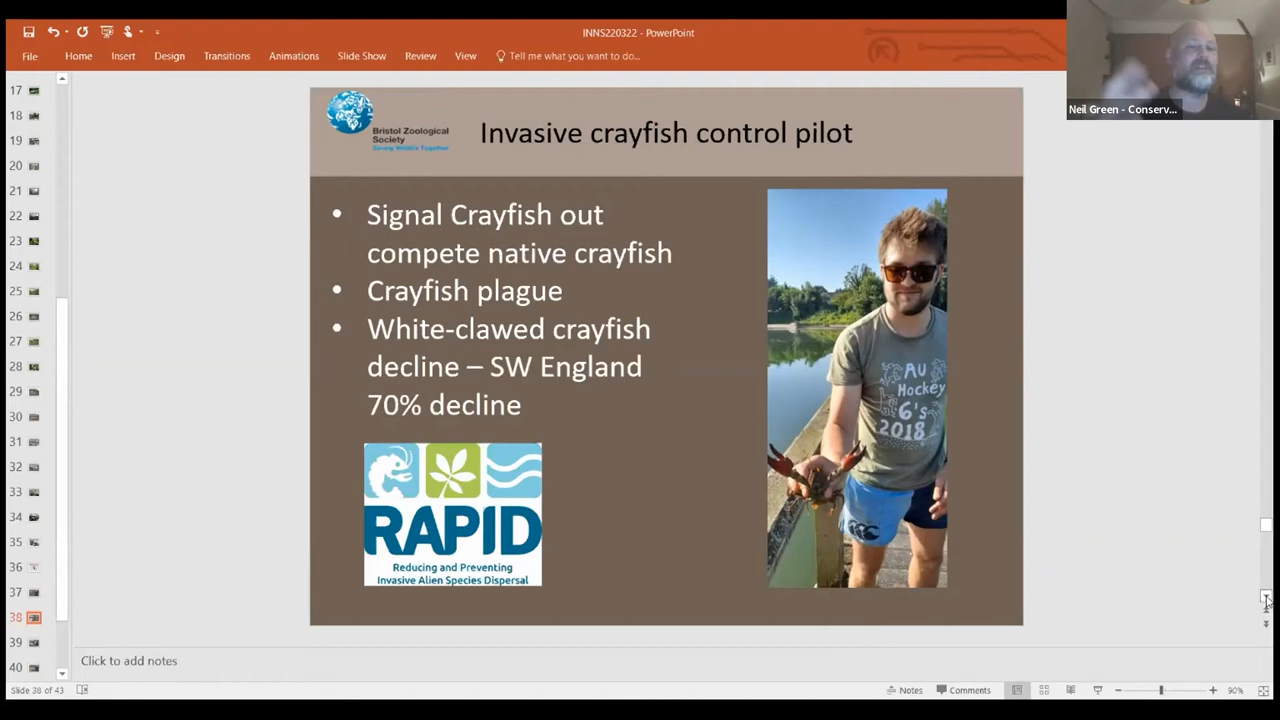 INNS220322 - PowerPoint
File Home Insert Design Transitions Animations Slide Show Review View Tell me what you want to do...
Neil Green - Conserv...
17
18
19
20
21
22
23
24
25
26
27
28
29
30
31
32
33
34
35
36
37
38
39
40
Bristol Zoological
Society
Saving Wildlife Together
Invasive crayfish control pilot
• Signal Crayfish out
compete native crayfish
• Crayfish plague
• White-clawed crayfish
decline – SW England
70% decline
AU
Hockey
6's
2018
RAPID
Reducing and Preventing
Invasive Alien Species Dispersal
Click to add notes
Slide 38 of 43 Notes Comments 90%